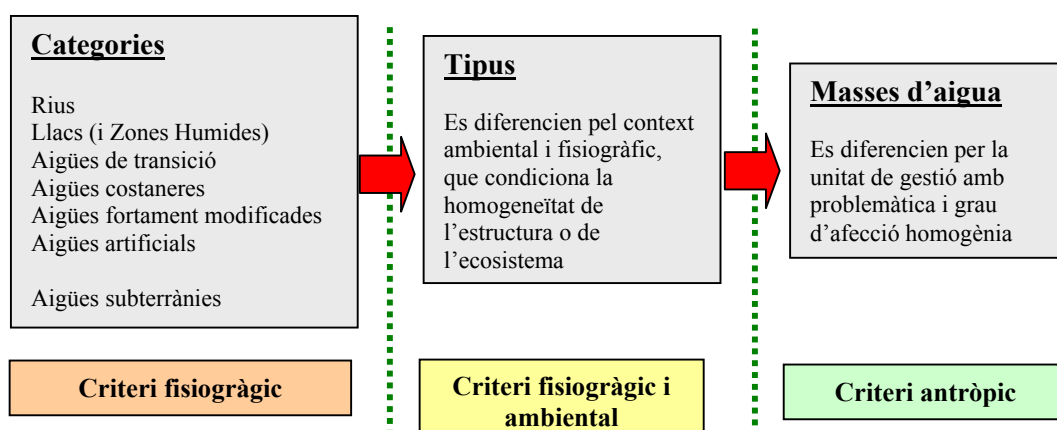 Categories
Rius
Llacs (i Zones Humides)
Aigües de transició
Aigües costaneres
Aigües fortament modificades
Aigües artificials
Aigües subterrànies
Tipus
Es diferencien pel context
ambiental i fisiogràfic,
que condiciona la
homogeneïtat de
l’estructura o de
l’ecosistema
Masses d’aigua
Es diferencien per la
unitat de gestió amb
problemàtica i grau
d’afecció homogènia
Criteri fisiogràgic
Criteri fisiogràgic i
ambiental
Criteri antròpic